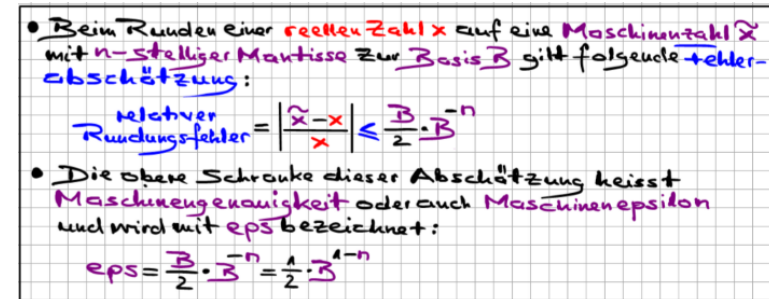 • Beim Runden einer reellen Zahl x auf eine Maschinenzahl x̃
mit n-stelliger Mantisse zur Basis B gilt folgende Fehler-
abschätzung:
relativer Rundungsfehler = |(x̃ - x)/x| ≤ B/2 · B^(-n)
• Die obere Schranke dieser Abschätzung heisst
Maschinengenauigkeit oder auch Maschinenepsilon
und wird mit eps bezeichnet:
eps = B/2 · B^(-n) = 1/2 · B^(1-n)